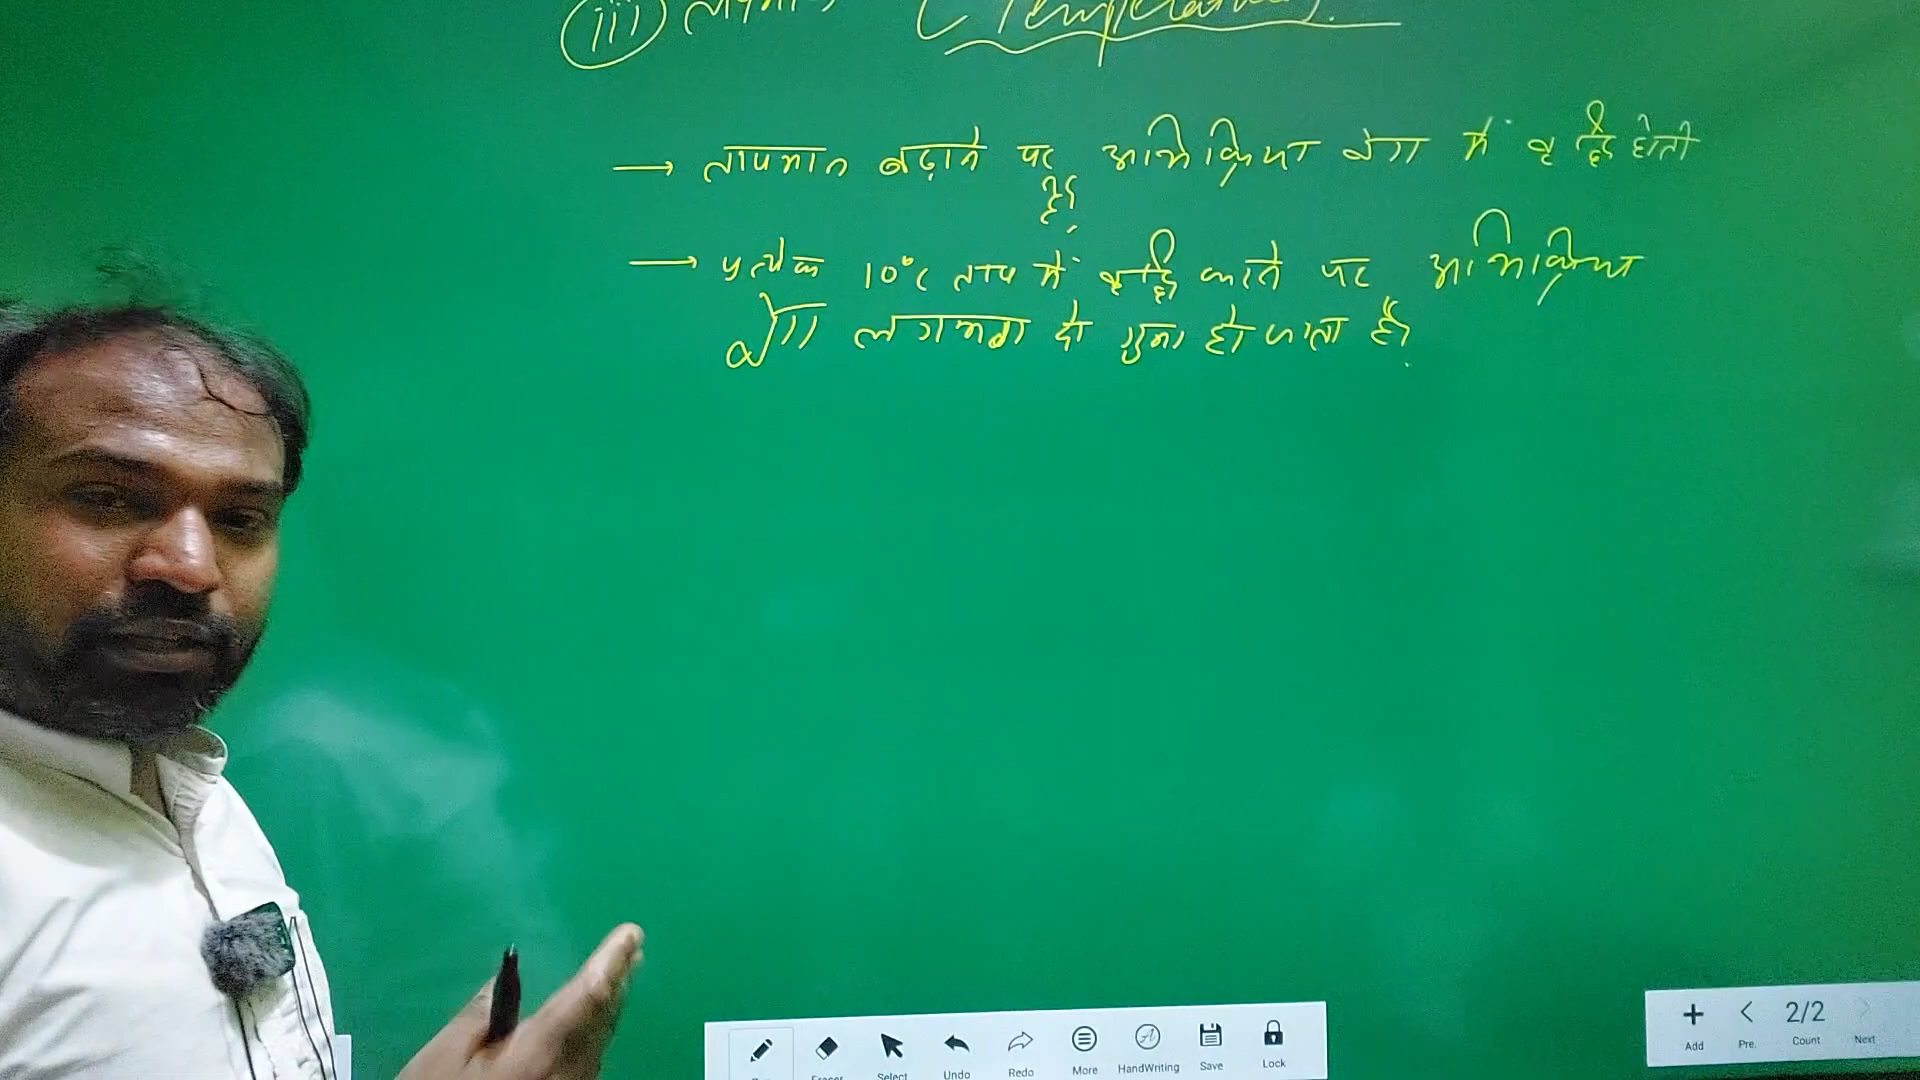 (iii) तापमान (Temperature).
→ तापमान बढ़ाने पर अभिक्रिया वेग में वृद्धि होती
है।
→ प्रत्येक 10°C ताप में वृद्धि करने पर अभिक्रिया
वेग लगभग दो गुना हो जाता है।
Eraser Select Undo Redo More HandWriting Save Lock
+ < 2/2 >
Add Pre. Count Next